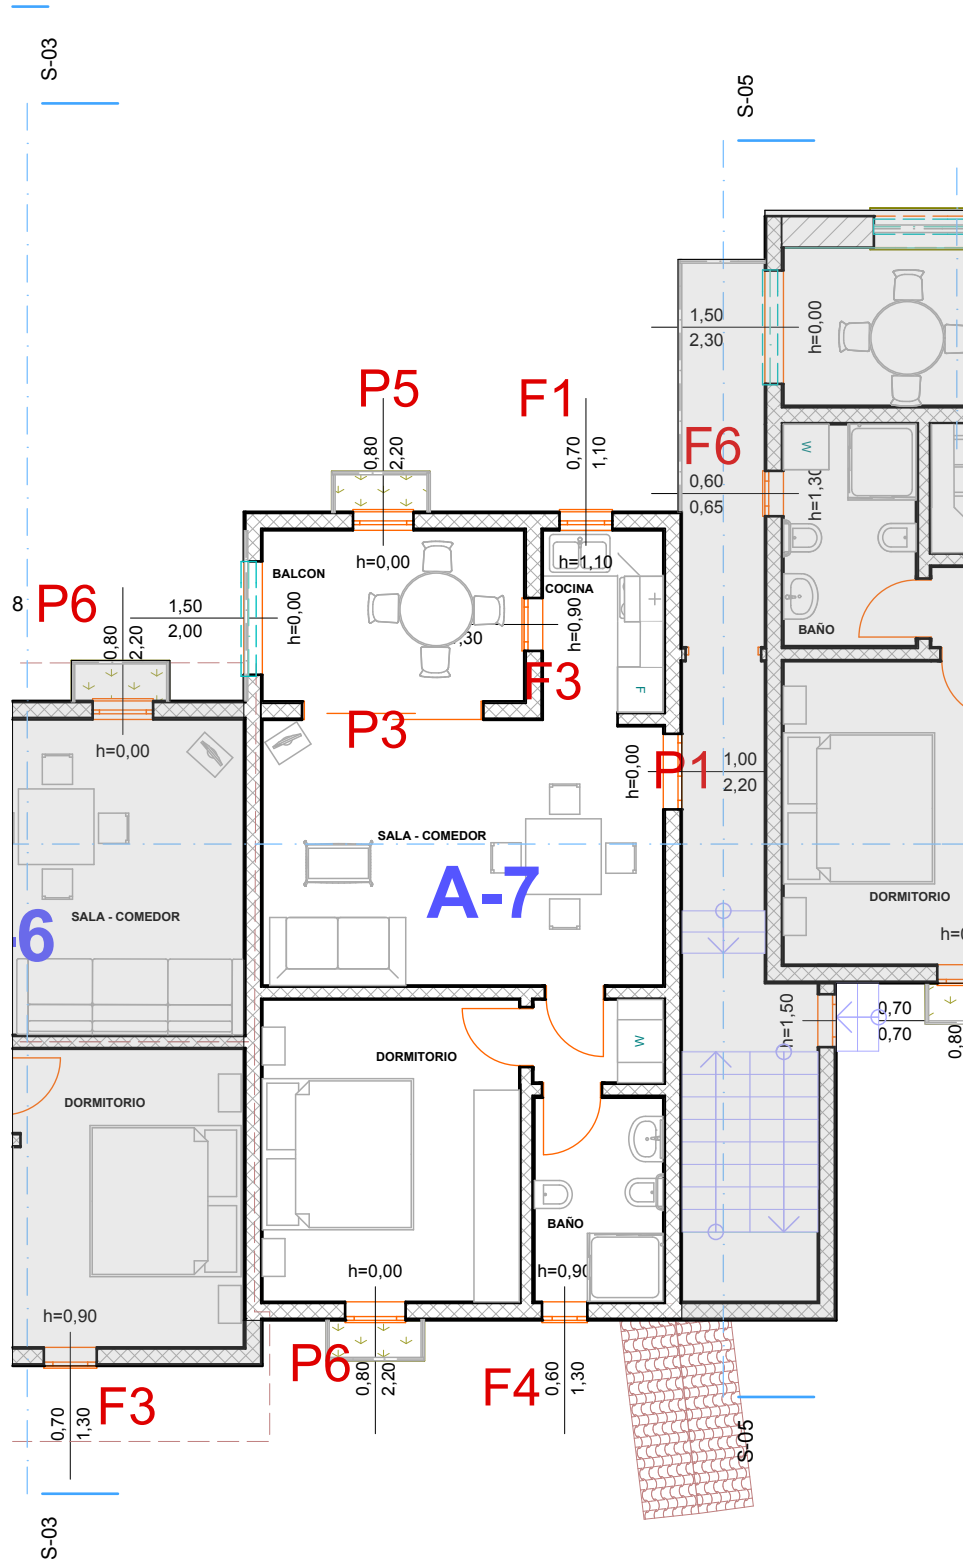 S-03
S-05
1,50
2,30
h=0,00
P5
F1
0,80
2,20
0,70
1,10
F6
0,60
0,65
W
h=1,30
h=0,00
h=1,10
BALCON
COCINA
8
P6
1,50
2,00
h=0,00
0,80
2,20
,30
h=0,90
BAÑO
F3
F
P3
h=0,00
h=0,00
P1
1,00
2,20
SALA - COMEDOR
A-7
DORMITORIO
SALA - COMEDOR
-6
h=0
h=1,50
0,70
0,70
0,80
W
DORMITORIO
DORMITORIO
BAÑO
h=0,00
h=0,90
h=0,90
P6
0,80
2,20
F4
0,60
1,30
F3
0,70
1,30
S-05
S-03